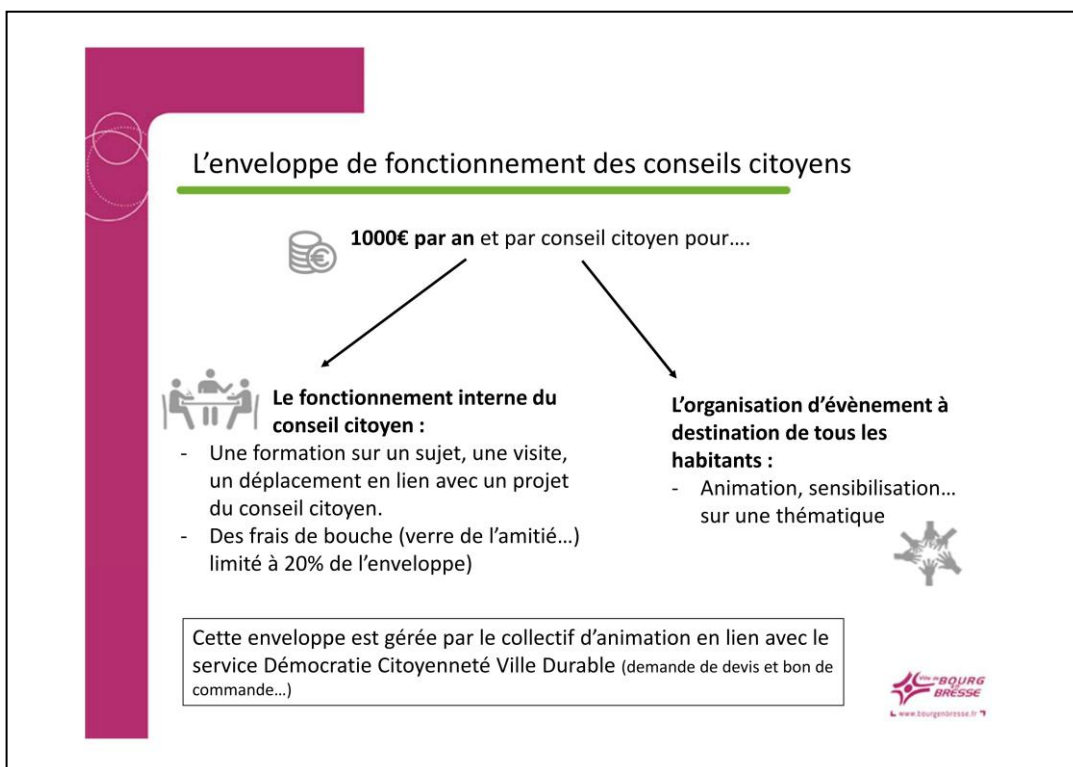 L’enveloppe de fonctionnement des conseils citoyens
1000€ par an et par conseil citoyen pour….
Le fonctionnement interne du
conseil citoyen :
- Une formation sur un sujet, une visite,
un déplacement en lien avec un projet
du conseil citoyen.
- Des frais de bouche (verre de l’amitié…)
limité à 20% de l’enveloppe)
L’organisation d’évènement à
destination de tous les
habitants :
- Animation, sensibilisation…
sur une thématique
Cette enveloppe est gérée par le collectif d’animation en lien avec le
service Démocratie Citoyenneté Ville Durable (demande de devis et bon de
commande…)
Ville de BOURG
EN
BRESSE
www.bourgenbresse.fr